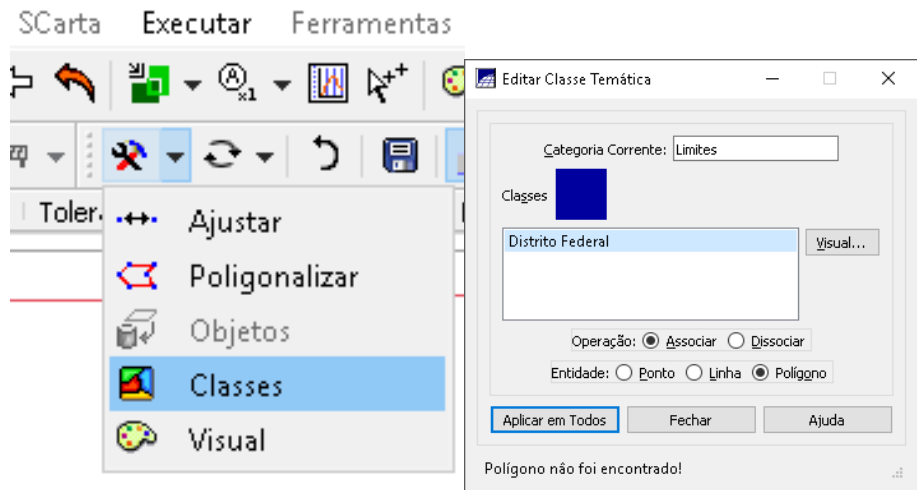 SCarta Executar Ferramentas
A
x1
Toler
Ajustar
Poligonalizar
Objetos
Classes
Visual
Editar Classe Temática
Categoria Corrente: Limites
Classes
Distrito Federal
Visual...
Operação: Associar Dissociar
Entidade: Ponto Linha Polígono
Aplicar em Todos Fechar Ajuda
Polígono não foi encontrado!